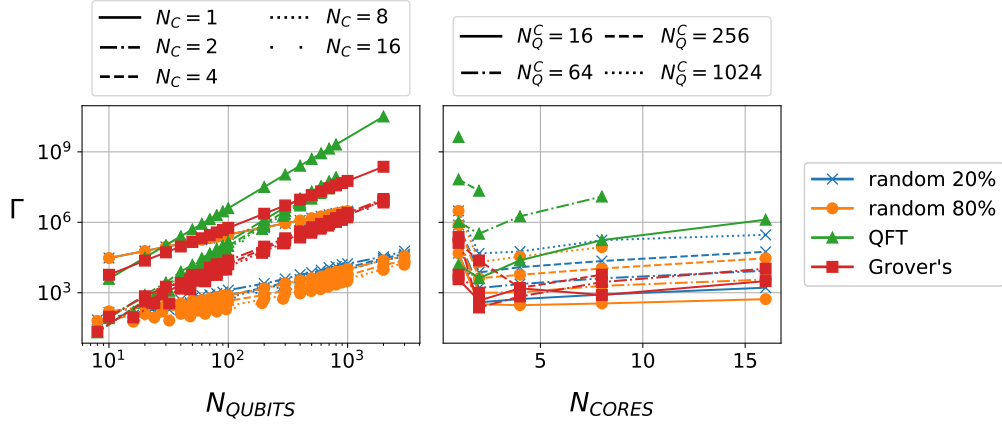 N_C = 1
N_C = 2
N_C = 4
N_C = 8
N_C = 16
N_Q^C = 16
N_Q^C = 64
N_Q^C = 256
N_Q^C = 1024
Γ
10^9
10^6
10^3
10^1
10^2
10^3
N_QUBITS
5
10
15
N_CORES
random 20%
random 80%
QFT
Grover's